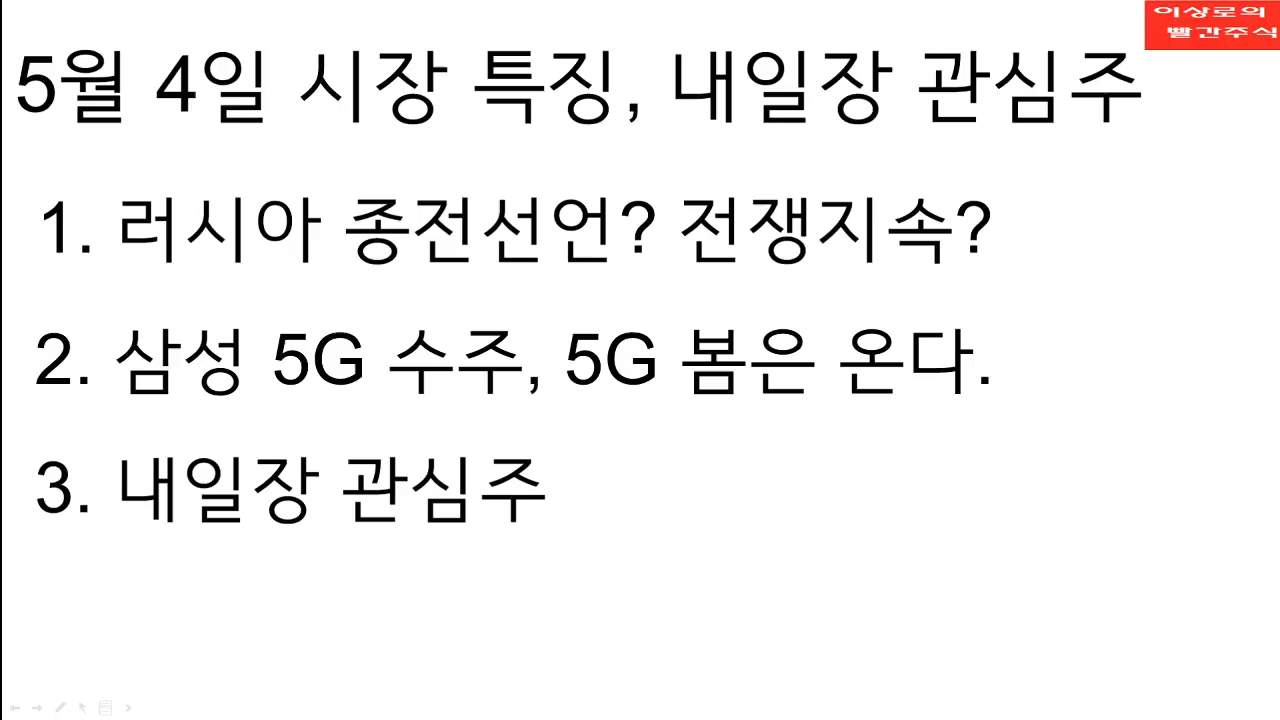 이상로의
빨간주식
5월 4일 시장 특징, 내일장 관심주
1. 러시아 종전선언? 전쟁지속?
2. 삼성 5G 수주, 5G 봄은 온다.
3. 내일장 관심주